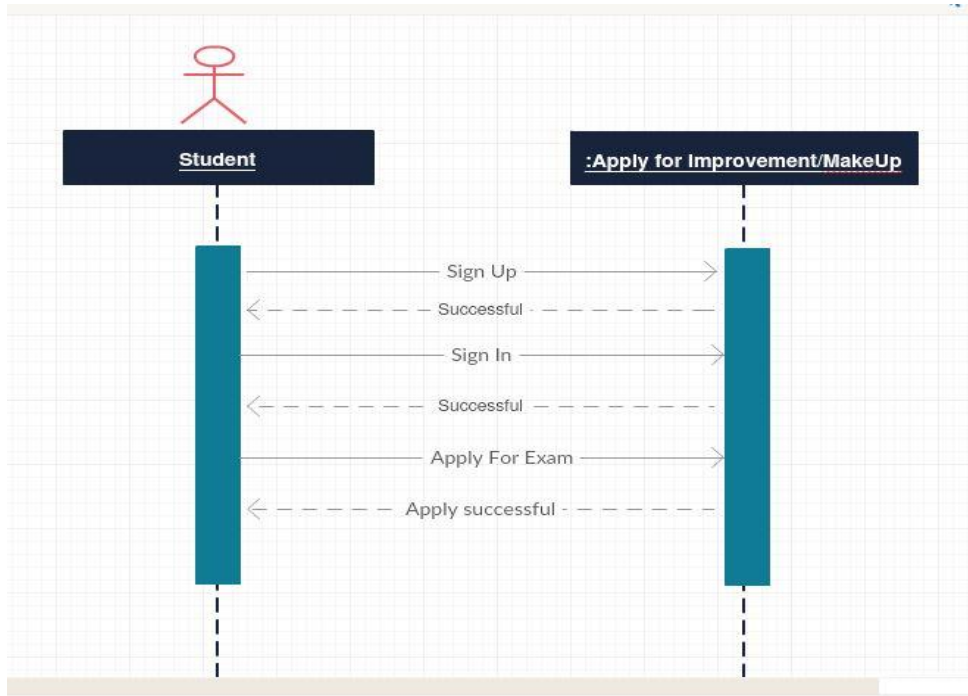 Student
:Apply for Improvement/MakeUp
Sign Up
Successful
Sign In
Successful
Apply For Exam
Apply successful